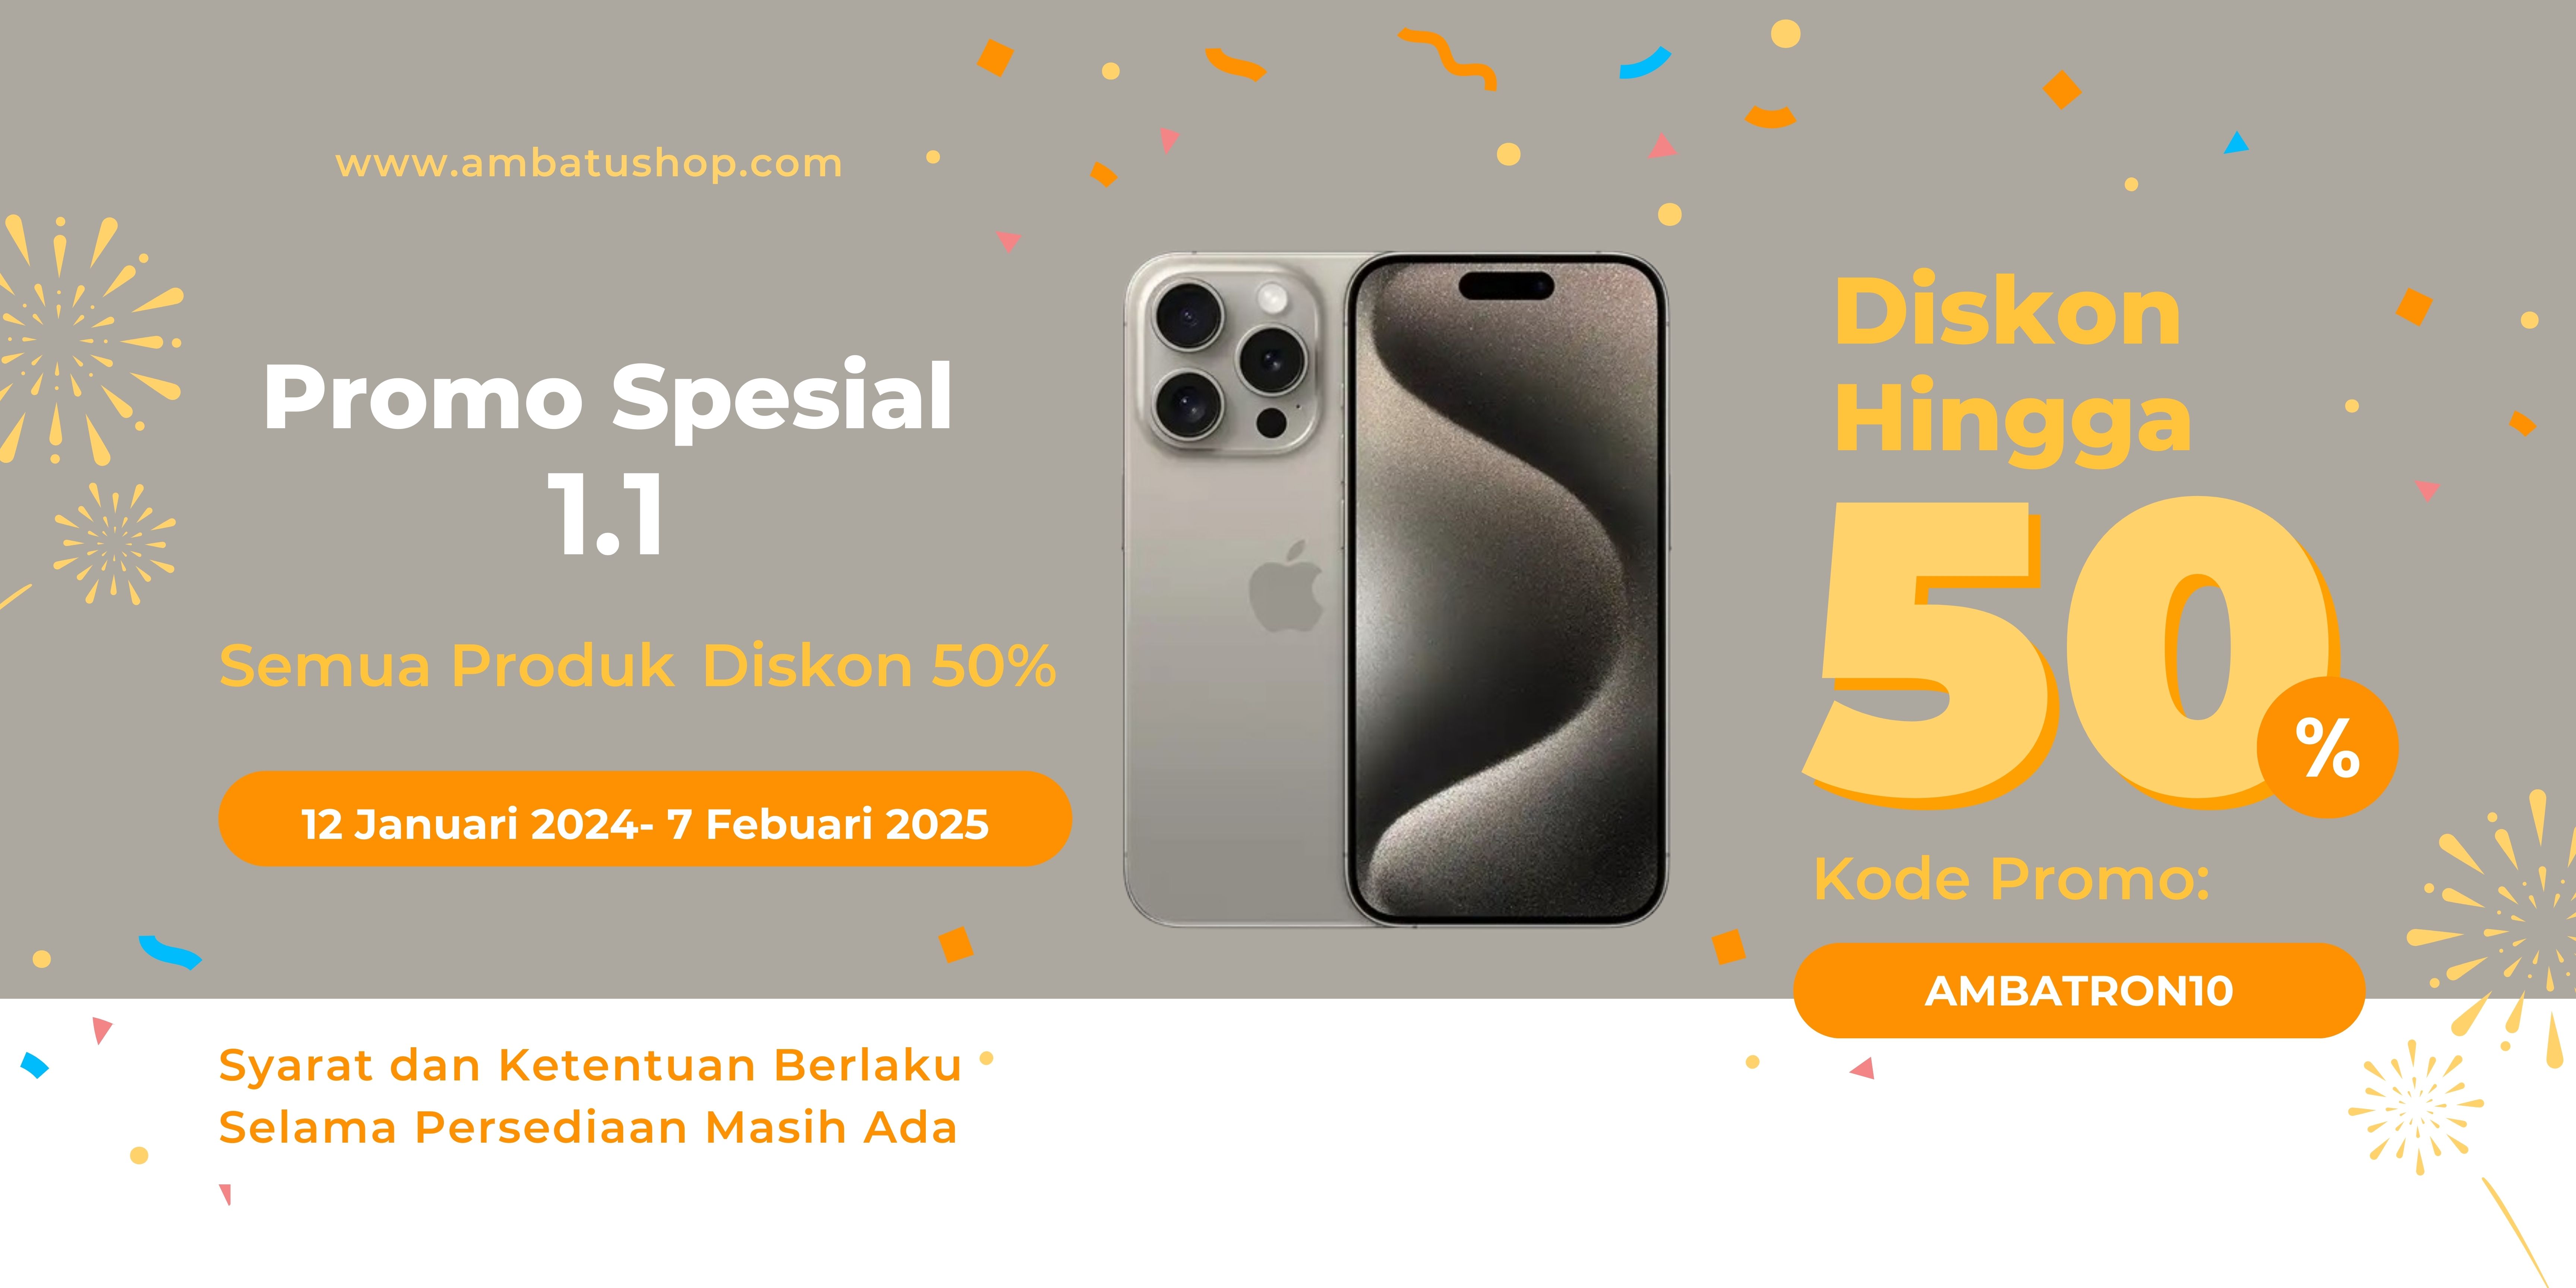 www.ambatushop.com
Promo Spesial
1.1
Semua Produk Diskon 50%
12 Januari 2024- 7 Febuari 2025
Diskon
Hingga
50
%
Kode Promo:
AMBATRON10
Syarat dan Ketentuan Berlaku
Selama Persediaan Masih Ada